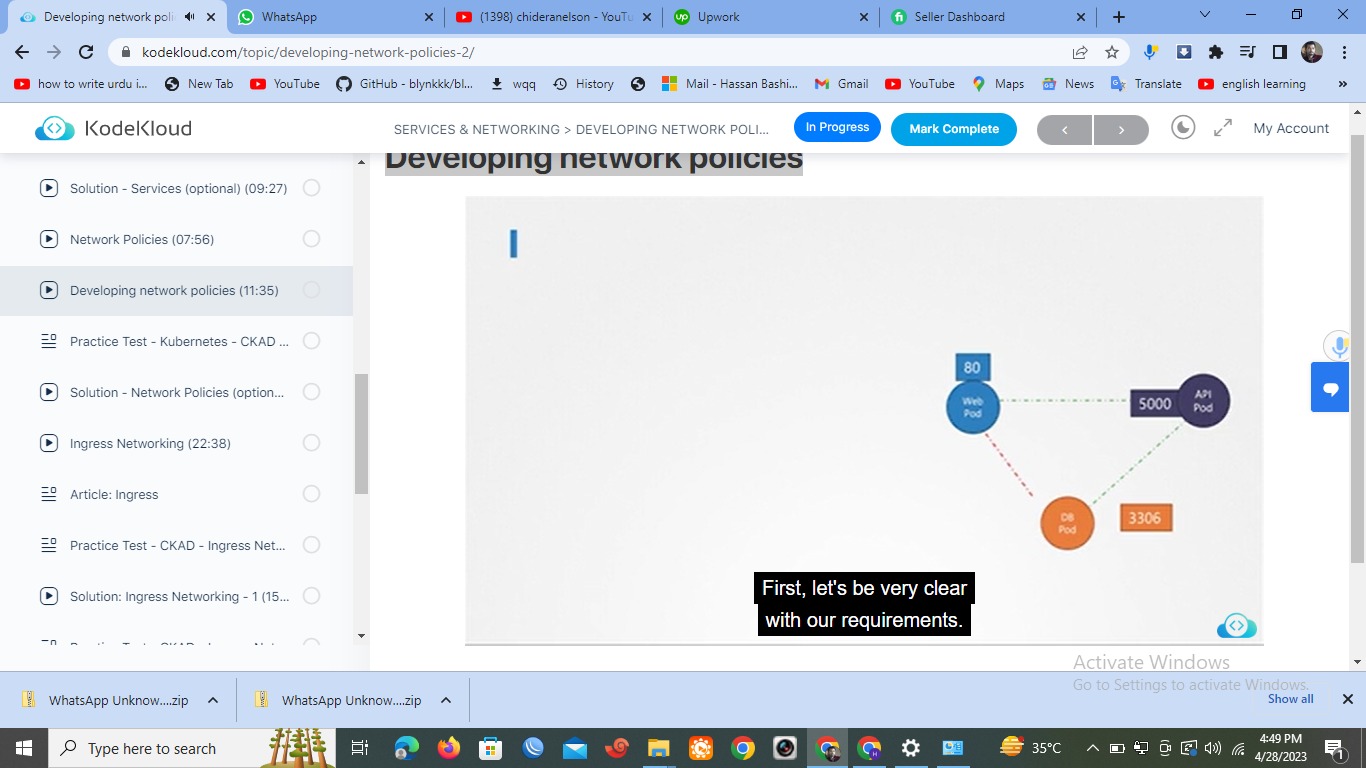 Developing network poli
WhatsApp
(1398) chideranelson - YouTu
Upwork
Seller Dashboard
kodekloud.com/topic/developing-network-policies-2/
how to write urdu i...
New Tab
YouTube
GitHub - blynkkk/bl...
wqq
History
Mail - Hassan Bashi...
Gmail
YouTube
Maps
News
Translate
english learning
»
KodeKloud
SERVICES & NETWORKING > DEVELOPING NETWORK POLI...
In Progress
Mark Complete
My Account
Developing network policies
Solution - Services (optional) (09:27)
Network Policies (07:56)
Developing network policies (11:35)
Practice Test - Kubernetes - CKAD ...
Solution - Network Policies (option...
Ingress Networking (22:38)
Article: Ingress
Practice Test - CKAD - Ingress Net...
Solution: Ingress Networking - 1 (15...
80
Web
Pod
5000
API
Pod
DB
Pod
3306
First, let's be very clear
with our requirements.
Activate Windows
Go to Settings to activate Windows.
WhatsApp Unknow....zip
WhatsApp Unknow....zip
Show all
Type here to search
35°C
4:49 PM
4/28/2023
1